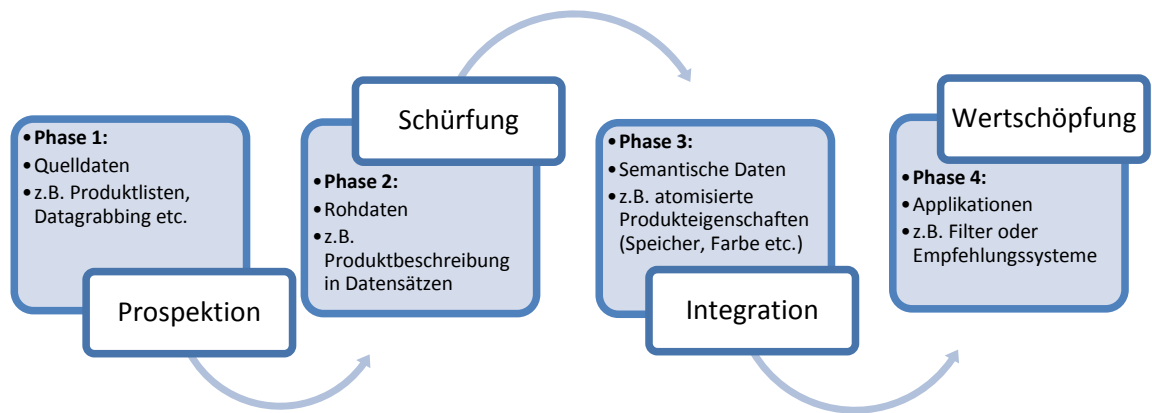 • Phase 1:
• Quelldaten
• z.B. Produktlisten,
Datagrabbing etc.
Prospektion
Schürfung
• Phase 2:
• Rohdaten
• z.B.
Produktbeschreibung
in Datensätzen
• Phase 3:
• Semantische Daten
• z.B. atomisierte
Produkteigenschaften
(Speicher, Farbe etc.)
Integration
Wertschöpfung
• Phase 4:
• Applikationen
• z.B. Filter oder
Empfehlungssysteme